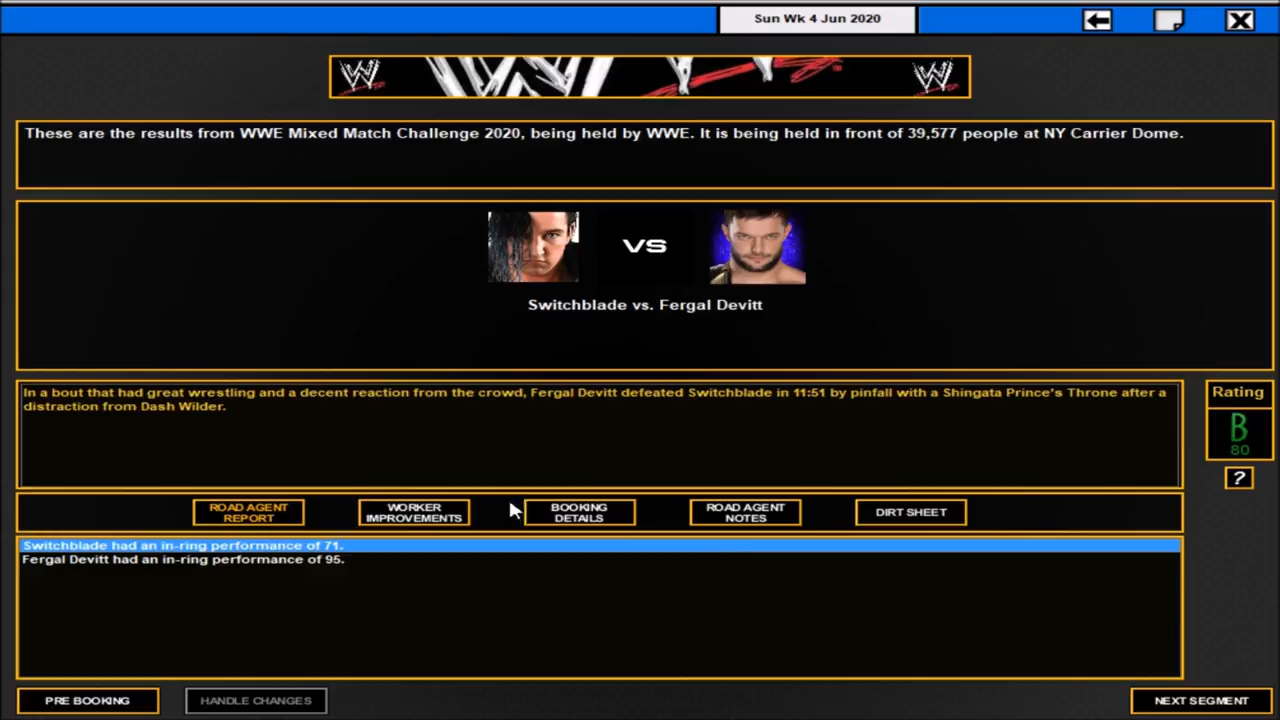 Sun Wk 4 Jun 2020
These are the results from WWE Mixed Match Challenge 2020, being held by WWE. It is being held in front of 39,577 people at NY Carrier Dome.
VS
Switchblade vs. Fergal Devitt
In a bout that had great wrestling and a decent reaction from the crowd, Fergal Devitt defeated Switchblade in 11:51 by pinfall with a Shingata Prince's Throne after a
distraction from Dash Wilder.
Rating
B
80
?
ROAD AGENT
REPORT
WORKER
IMPROVEMENTS
BOOKING
DETAILS
ROAD AGENT
NOTES
DIRT SHEET
Switchblade had an in-ring performance of 71.
Fergal Devitt had an in-ring performance of 95.
PRE BOOKING
HANDLE CHANGES
NEXT SEGMENT